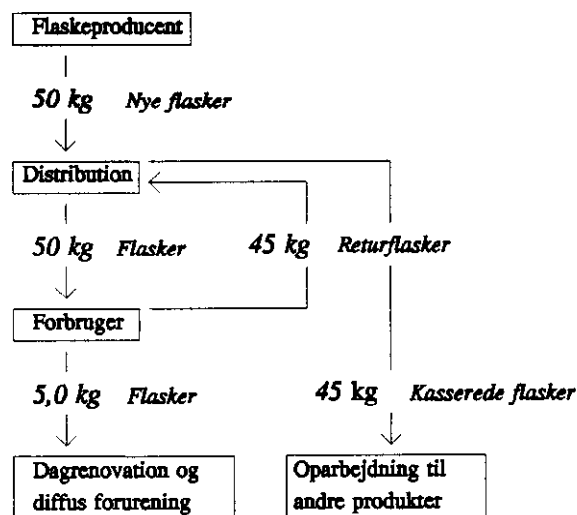 Flaskeproducent
50 kg Nye flasker
Distribution
50 kg Flasker 45 kg Returflasker
Forbruger
5,0 kg Flasker 45 kg Kasserede flasker
Dagrenovation og
diffus forurening
Oparbejdning til
andre produkter